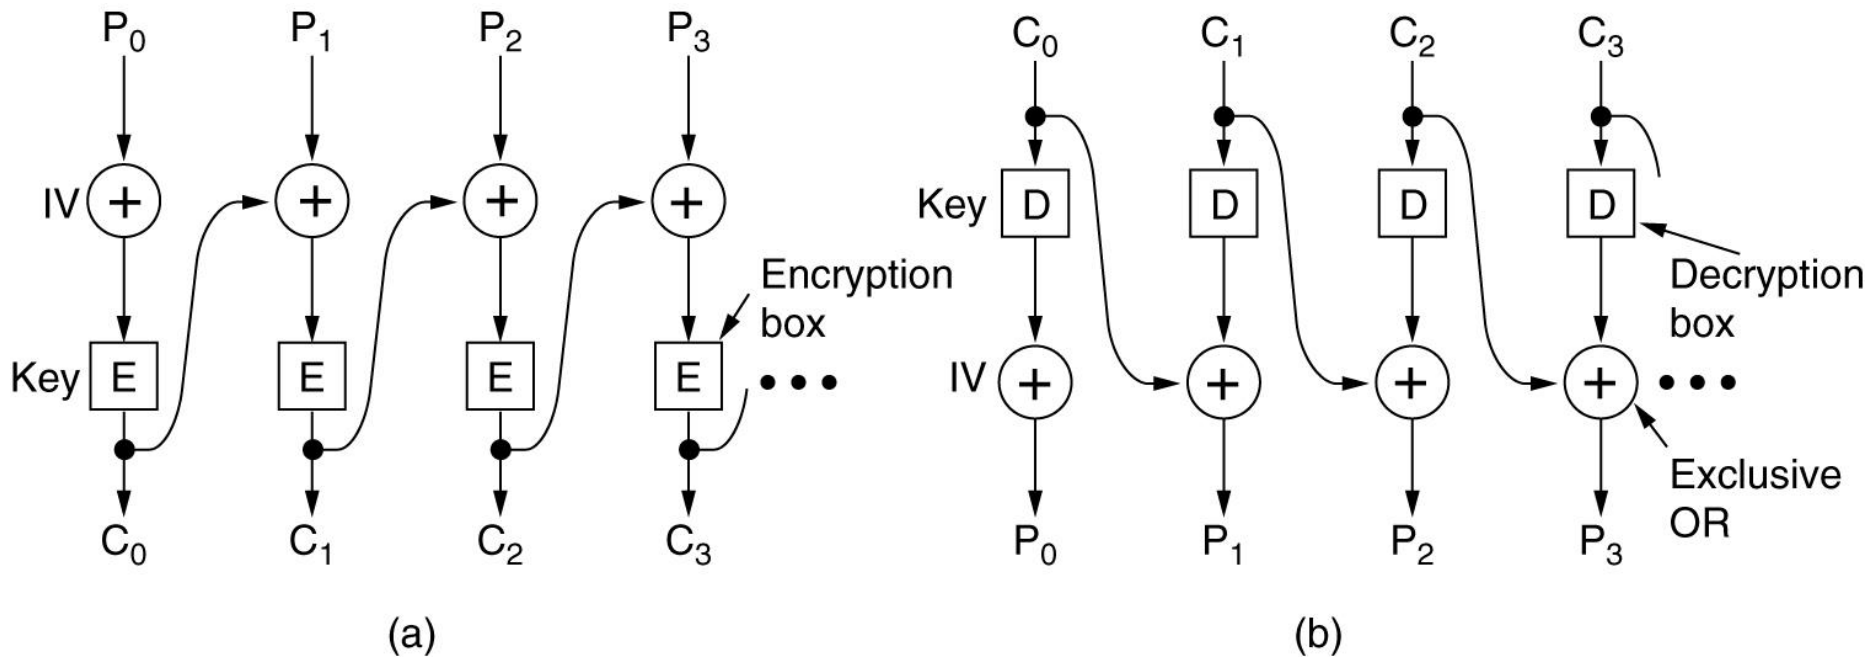 P0 P1 P2 P3
IV + + + +
Encryption
box
Key E E E E •••
C0 C1 C2 C3
(a)
C0 C1 C2 C3
Key D D D D
Decryption
box
IV + + + + •••
Exclusive
OR
P0 P1 P2 P3
(b)